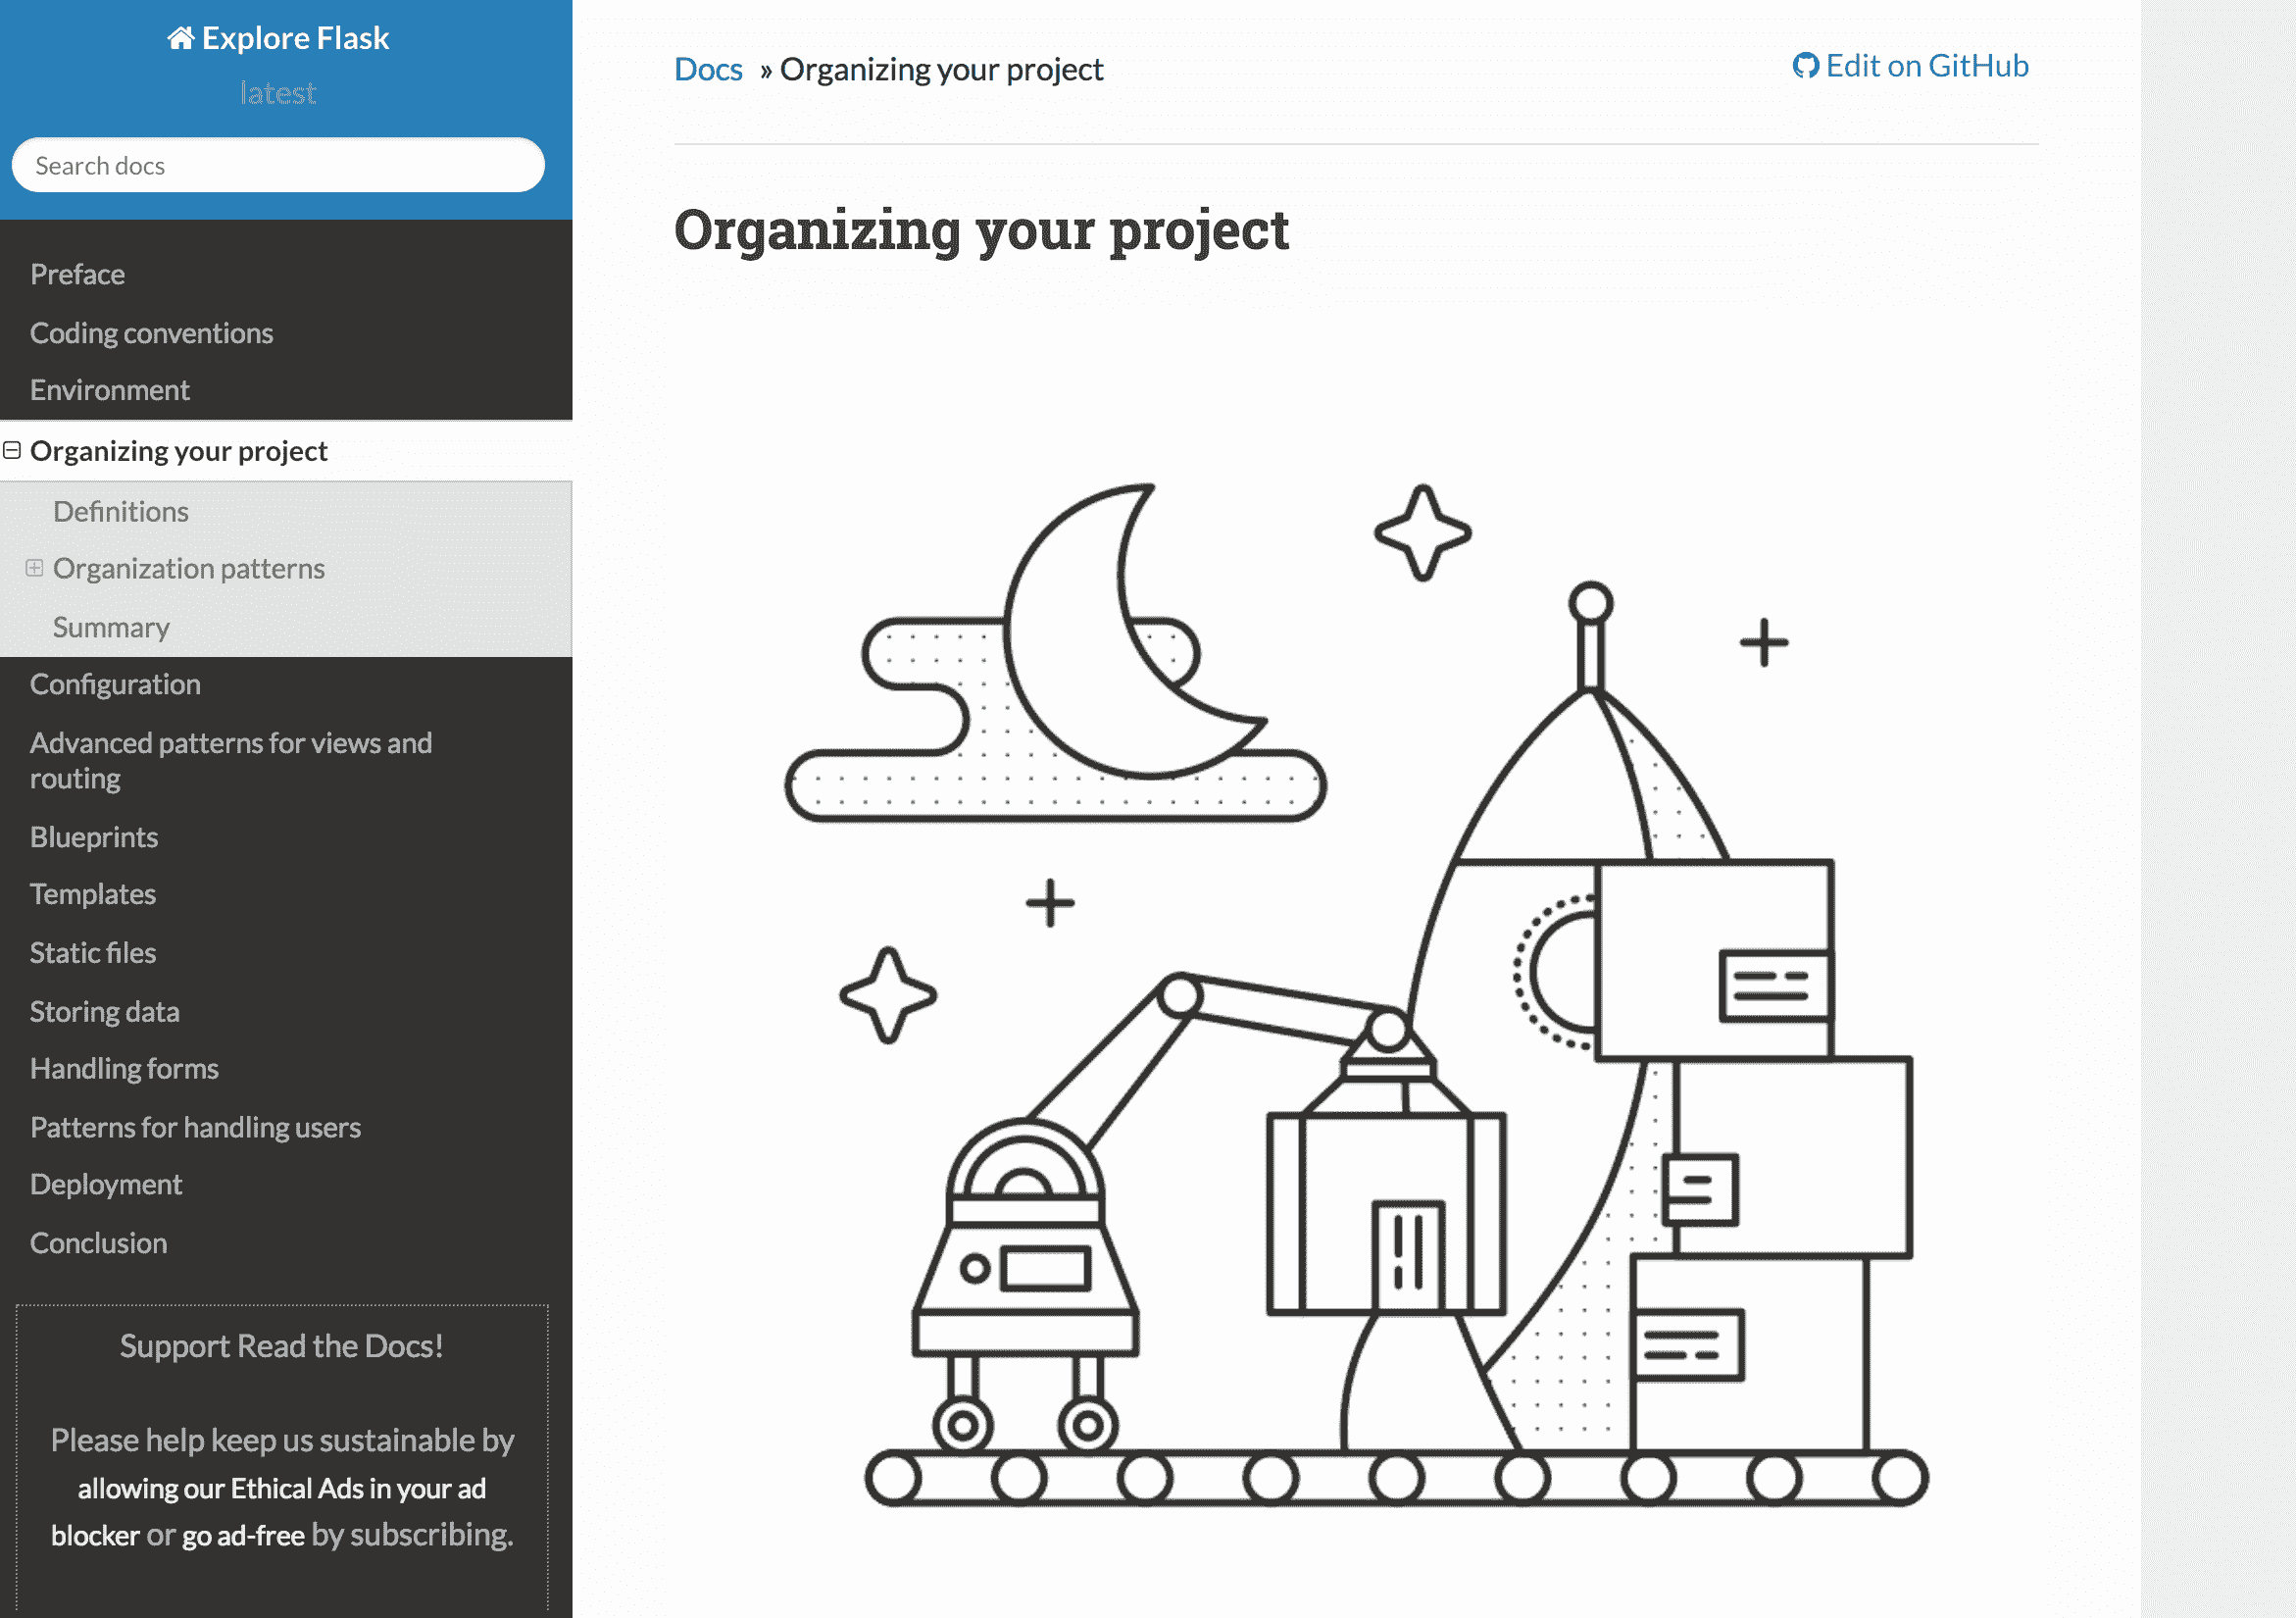 Explore Flask
latest
Search docs
Preface
Coding conventions
Environment
Organizing your project
Definitions
Organization patterns
Summary
Configuration
Advanced patterns for views and
routing
Blueprints
Templates
Static files
Storing data
Handling forms
Patterns for handling users
Deployment
Conclusion
Support Read the Docs!
Please help keep us sustainable by
allowing our Ethical Ads in your ad
blocker or go ad-free by subscribing.
Docs » Organizing your project
Edit on GitHub
Organizing your project